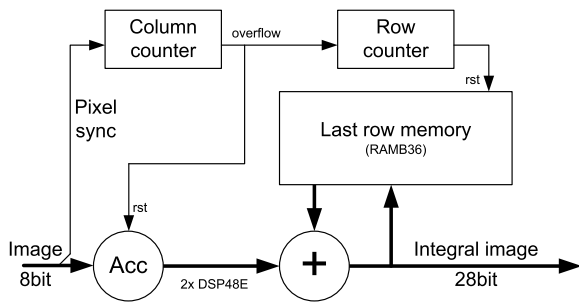 Column
counter
overflow
Row
counter
rst
Pixel
sync
Last row memory
(RAMB36)
rst
Image
8bit
Acc
2x DSP48E
+
Integral image
28bit